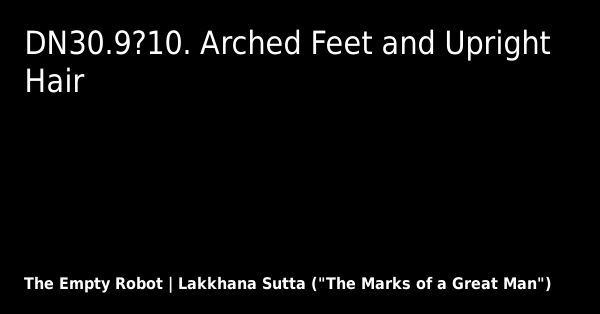 DN30.9?10. Arched Feet and Upright
Hair
The Empty Robot | Lakkhana Sutta ("The Marks of a Great Man")